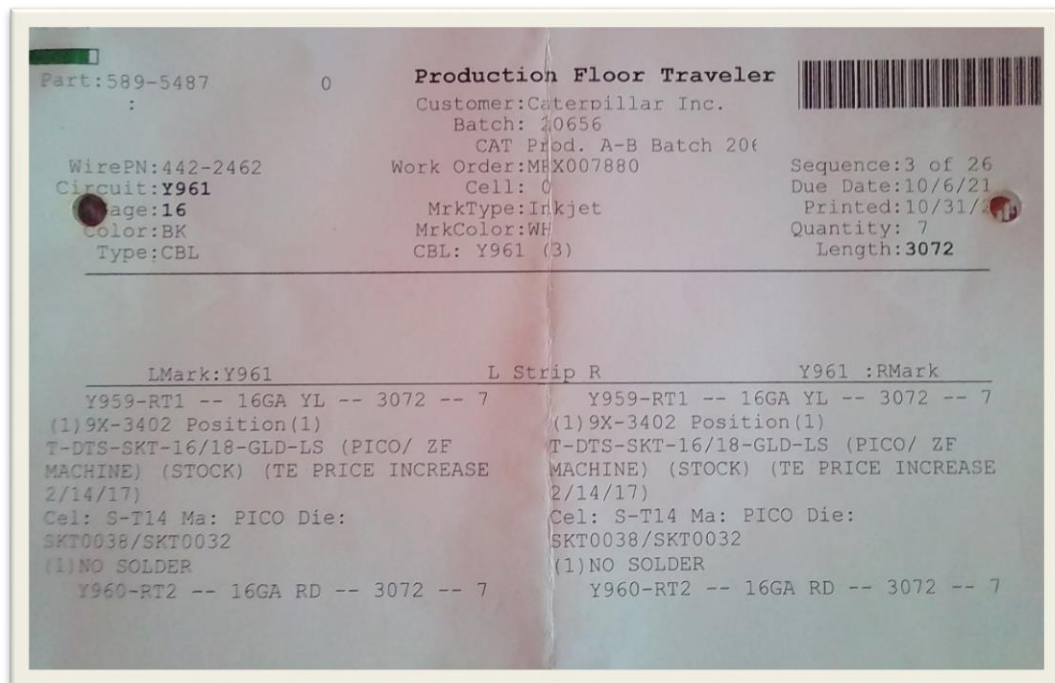 Part:589-5487 0 Production Floor Traveler
:
Customer:Caterpillar Inc.
Batch: 20656
CAT Prod. A-B Batch 206
WirePN:442-2462 Work Order:MFX007880 Sequence:3 of 26
Circuit:Y961 Cell: 0 Due Date:10/6/21
age:16 MrkType:Inkjet Printed:10/31/2
Color:BK MrkColor:WH Quantity: 7
Type:CBL CBL: Y961 (3) Length:3072
LMark:Y961 L Strip R Y961 :RMark
Y959-RT1 -- 16GA YL -- 3072 -- 7 Y959-RT1 -- 16GA YL -- 3072 -- 7
(1)9X-3402 Position(1) (1)9X-3402 Position(1)
T-DTS-SKT-16/18-GLD-LS (PICO/ ZF T-DTS-SKT-16/18-GLD-LS (PICO/ ZF
MACHINE) (STOCK) (TE PRICE INCREASE MACHINE) (STOCK) (TE PRICE INCREASE
2/14/17) 2/14/17)
Cel: S-T14 Ma: PICO Die: Cel: S-T14 Ma: PICO Die:
SKT0038/SKT0032 SKT0038/SKT0032
(1)NO SOLDER (1)NO SOLDER
Y960-RT2 -- 16GA RD -- 3072 -- 7 Y960-RT2 -- 16GA RD -- 3072 -- 7